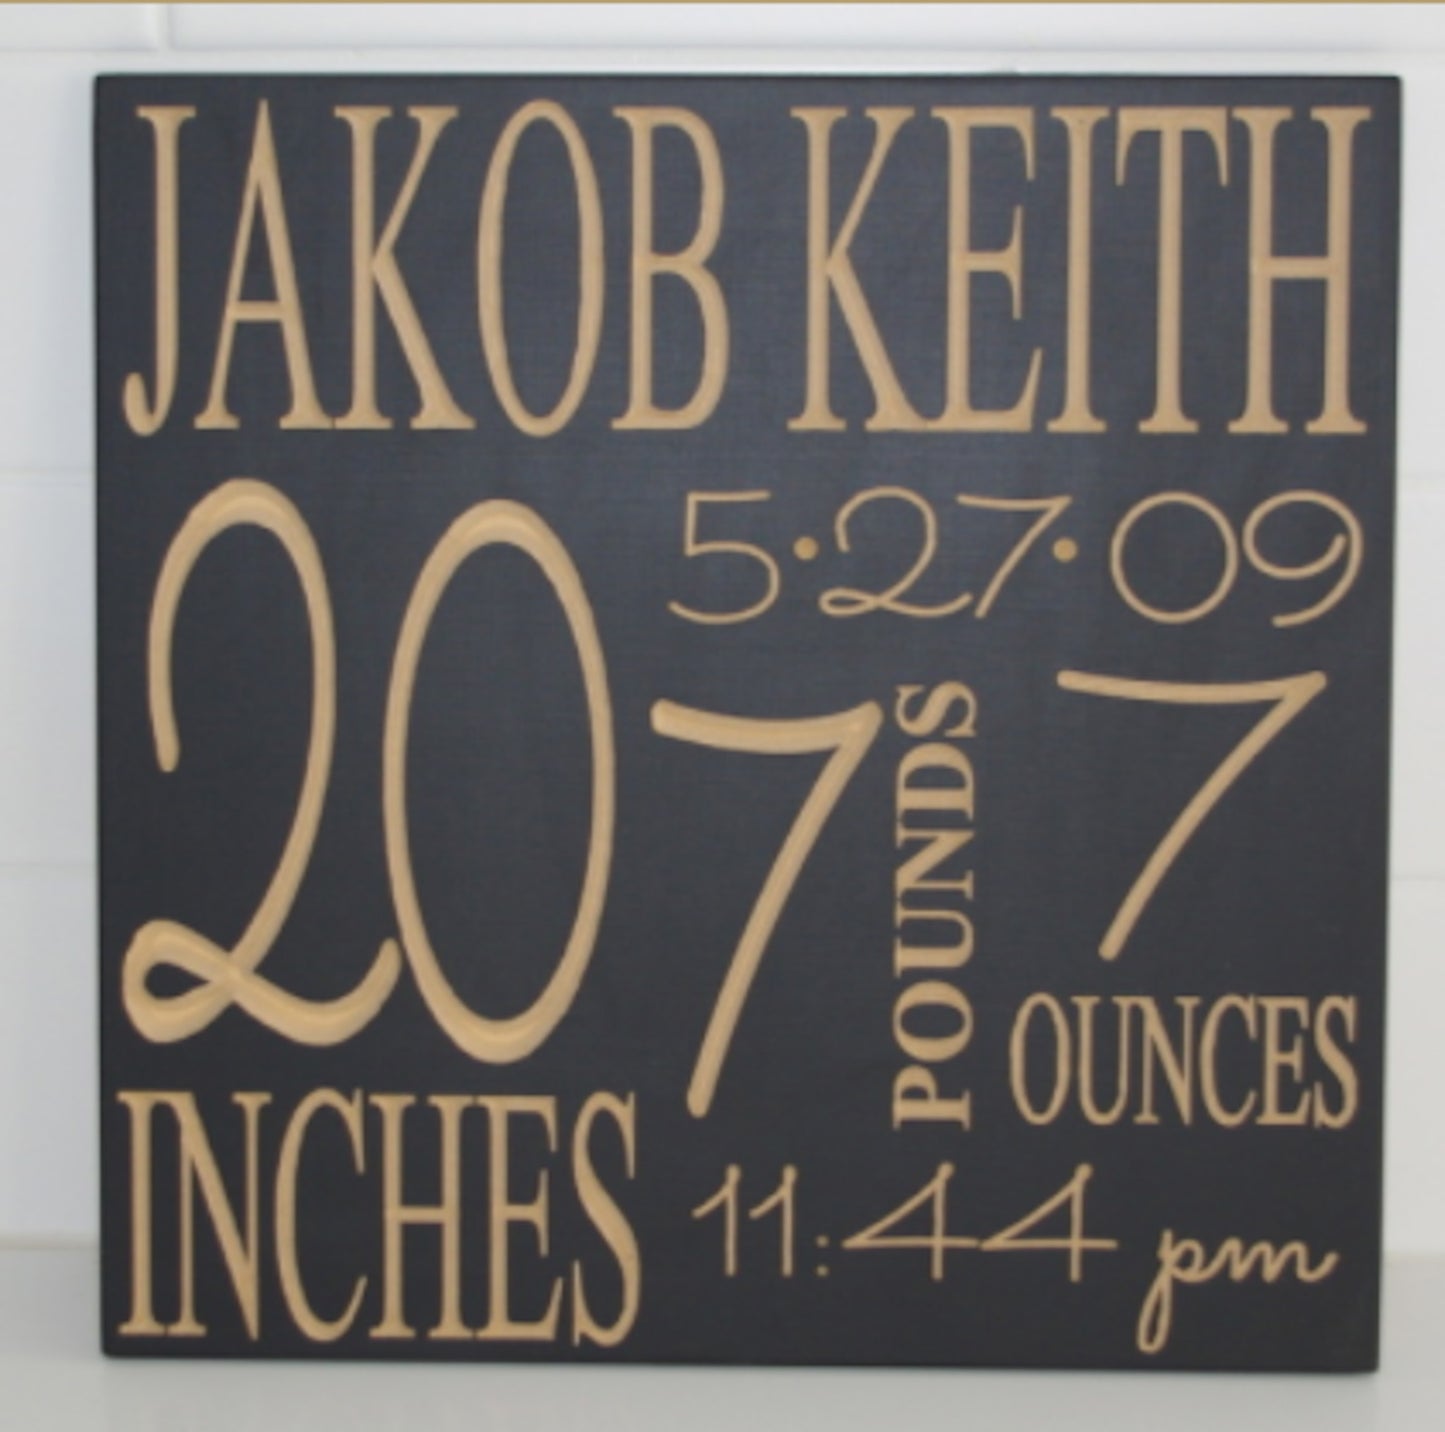 JAKOB KEITH
5·27·09
20
INCHES
7
POUNDS
7
OUNCES
11:44 pm